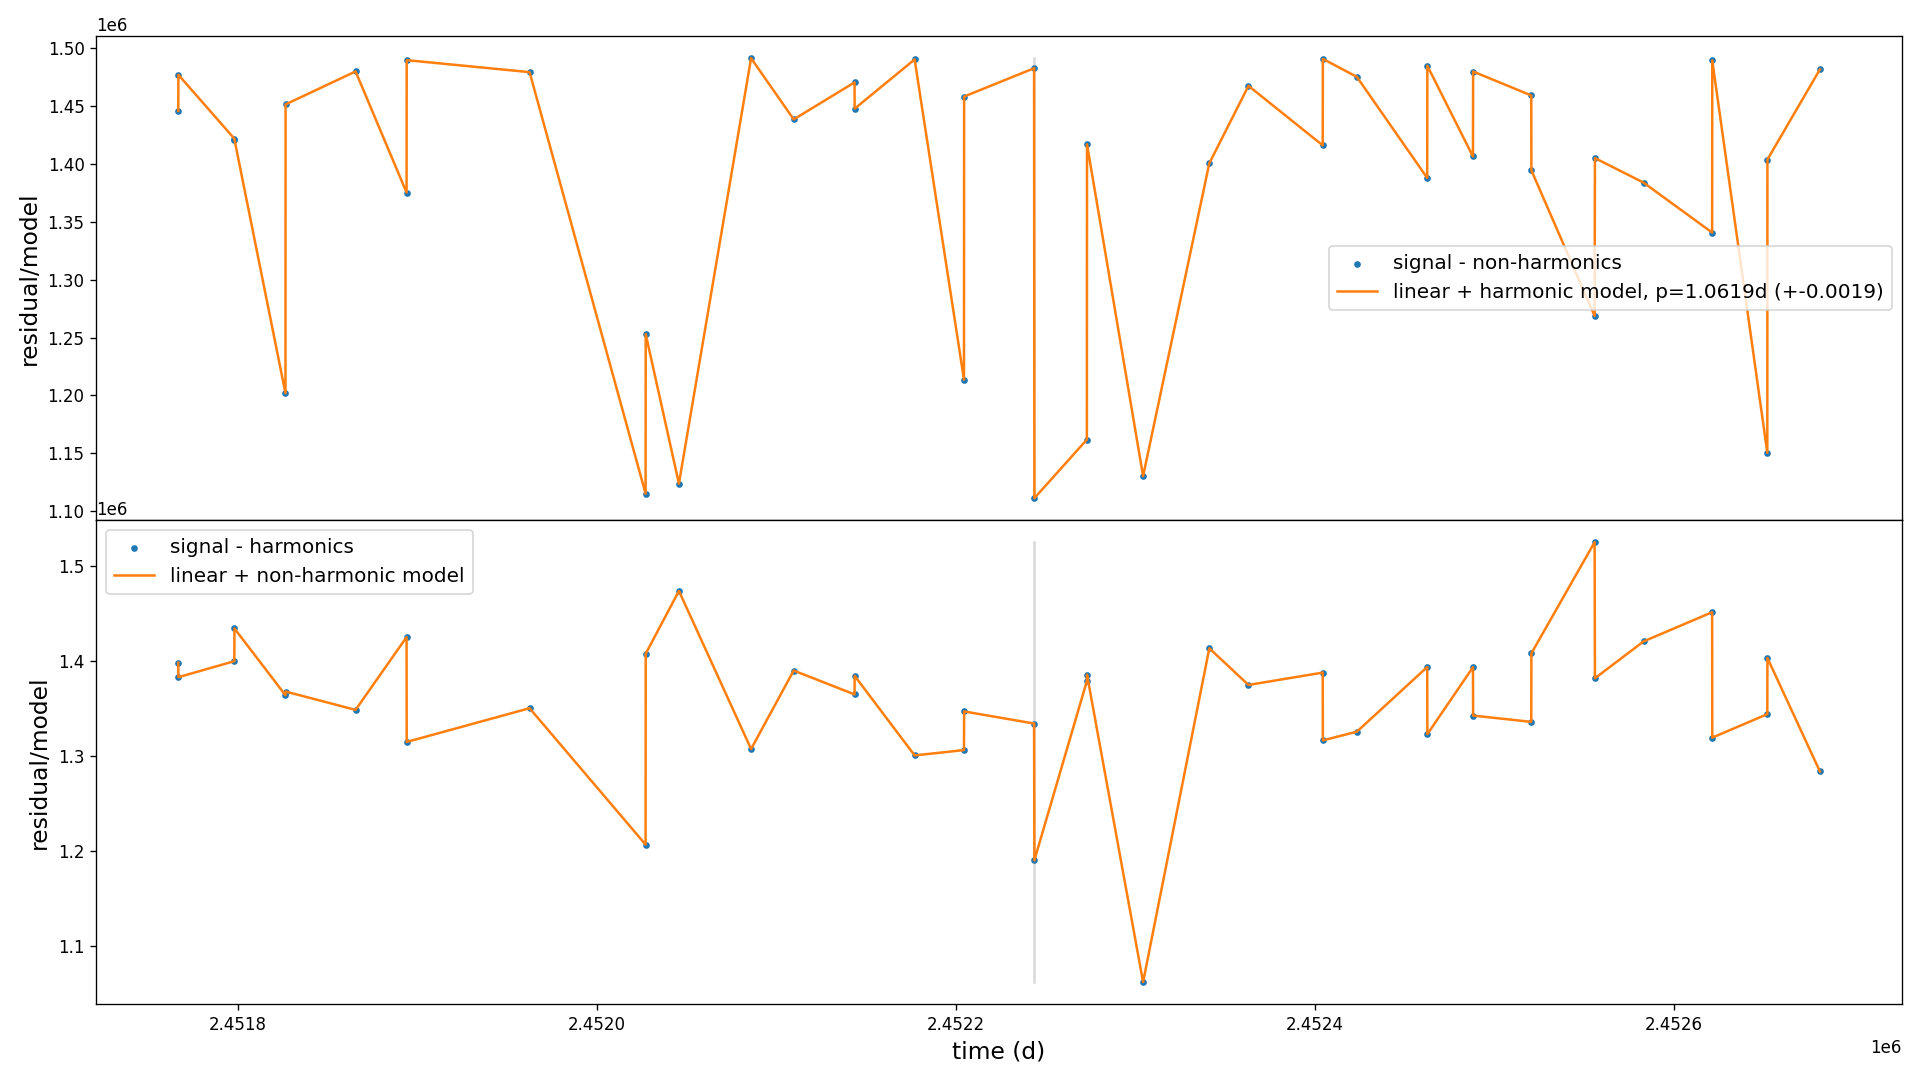 1e6
1.50
1.45
1.40
1.35
1.30
1.25
1.20
1.15
1.10
residual/model
signal - non-harmonics
linear + harmonic model, p=1.0619d (+-0.0019)
1e6
1.5
1.4
1.3
1.2
1.1
residual/model
signal - harmonics
linear + non-harmonic model
2.4518 2.4520 2.4522 2.4524 2.4526
time (d)
1e6